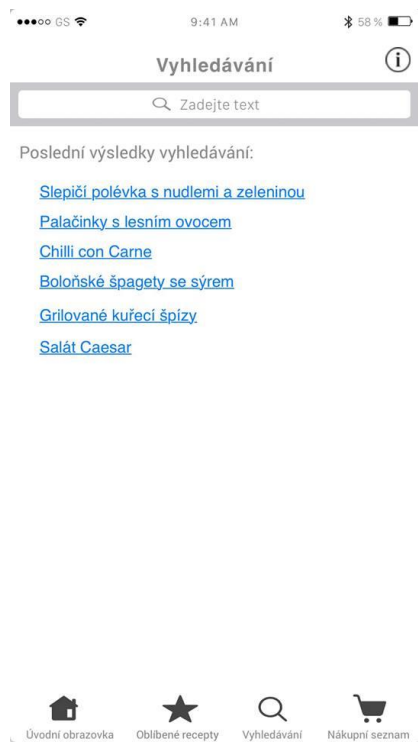 GS 9:41 AM 58 %
Vyhledávání
Zadejte text
Poslední výsledky vyhledávání:
Slepičí polévka s nudlemi a zeleninou
Palačinky s lesním ovocem
Chilli con Carne
Boloňské špagety se sýrem
Grilované kuřecí špízy
Salát Caesar
Úvodní obrazovka Oblíbené recepty Vyhledávání Nákupní seznam